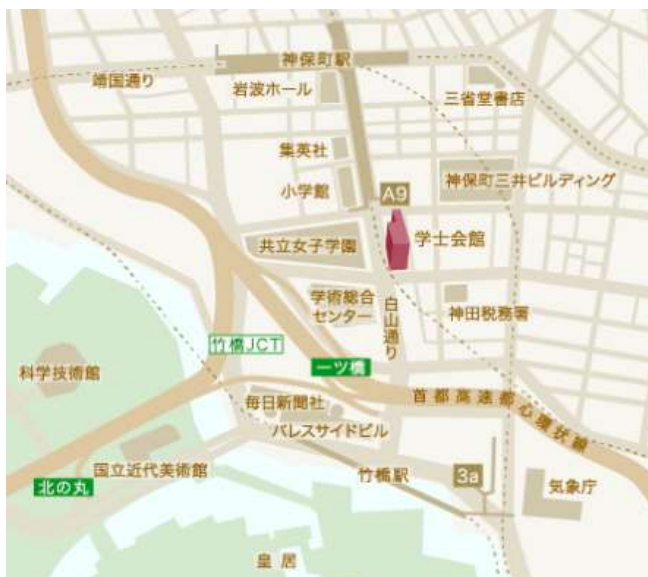 神保町駅
靖国通り
岩波ホール
三省堂書店
集英社
小学館
神保町三井ビルディング
A9
学士会館
共立女子学園
学術総合
センター
白山通り
神田税務署
竹橋JCT
一ツ橋
科学技術館
毎日新聞社
首都高速都心環状線
パレスサイドビル
国立近代美術館
竹橋駅
3a
北の丸
気象庁
皇居